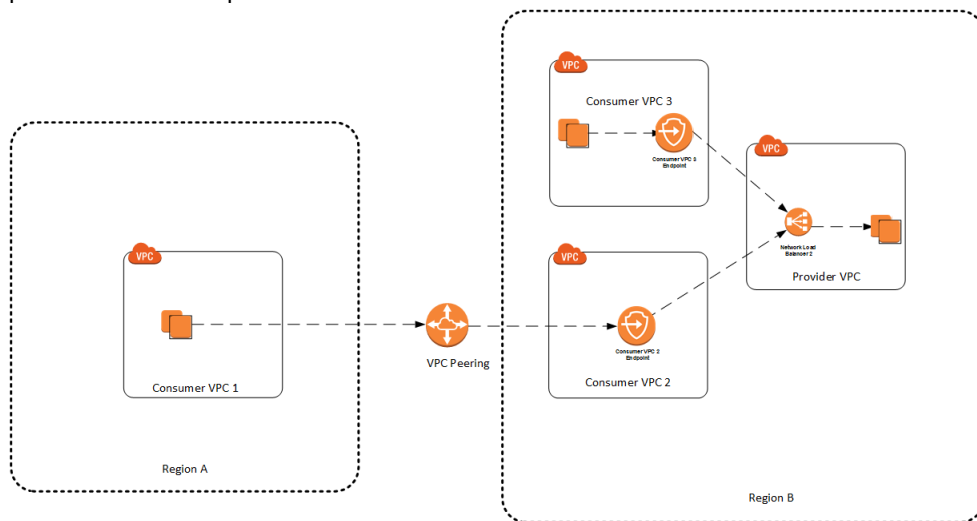 VPC
Consumer VPC 3
Consumer VPC 3
Endpoint
VPC
Network Load
Balancer 2
Provider VPC
VPC
Consumer VPC 1
VPC Peering
VPC
Consumer VPC 2
Endpoint
Consumer VPC 2
Region A
Region B